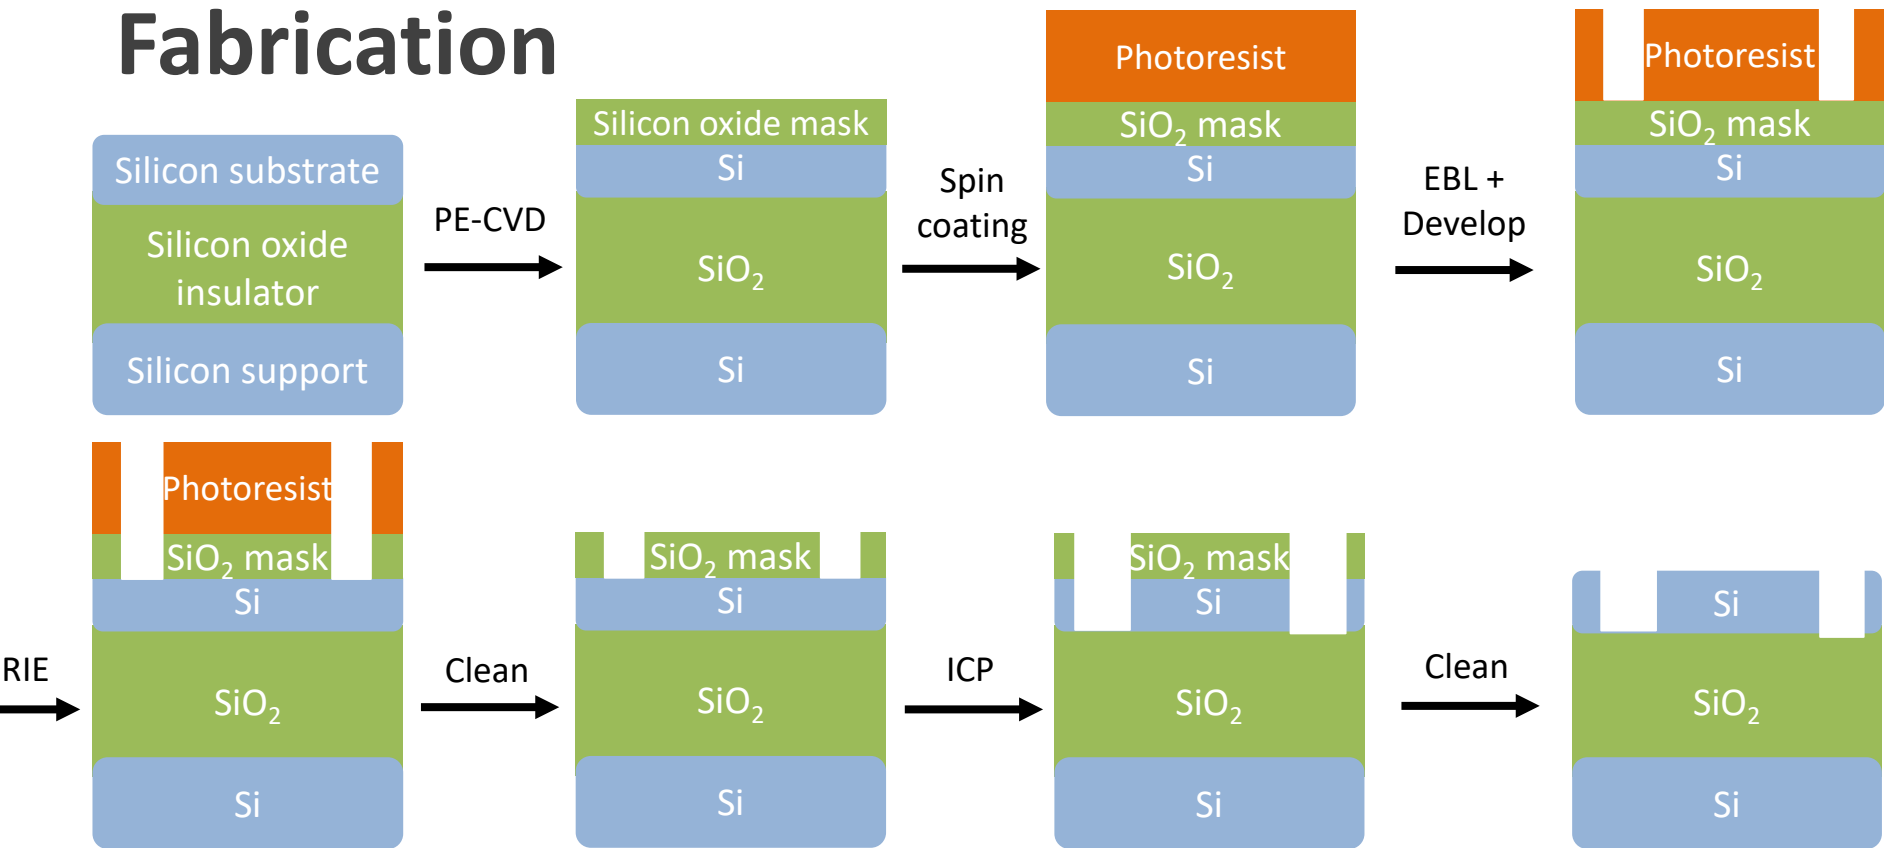 Fabrication
Silicon substrate
Silicon oxide
insulator
Silicon support
PE-CVD
Silicon oxide mask
Si
SiO₂
Si
Spin
coating
Photoresist
SiO₂ mask
Si
SiO₂
Si
EBL +
Develop
Photoresist
SiO₂ mask
Si
SiO₂
Si
RIE
Photoresist
SiO₂ mask
Si
SiO₂
Si
Clean
SiO₂ mask
Si
SiO₂
Si
ICP
SiO₂ mask
Si
SiO₂
Si
Clean
Si
SiO₂
Si